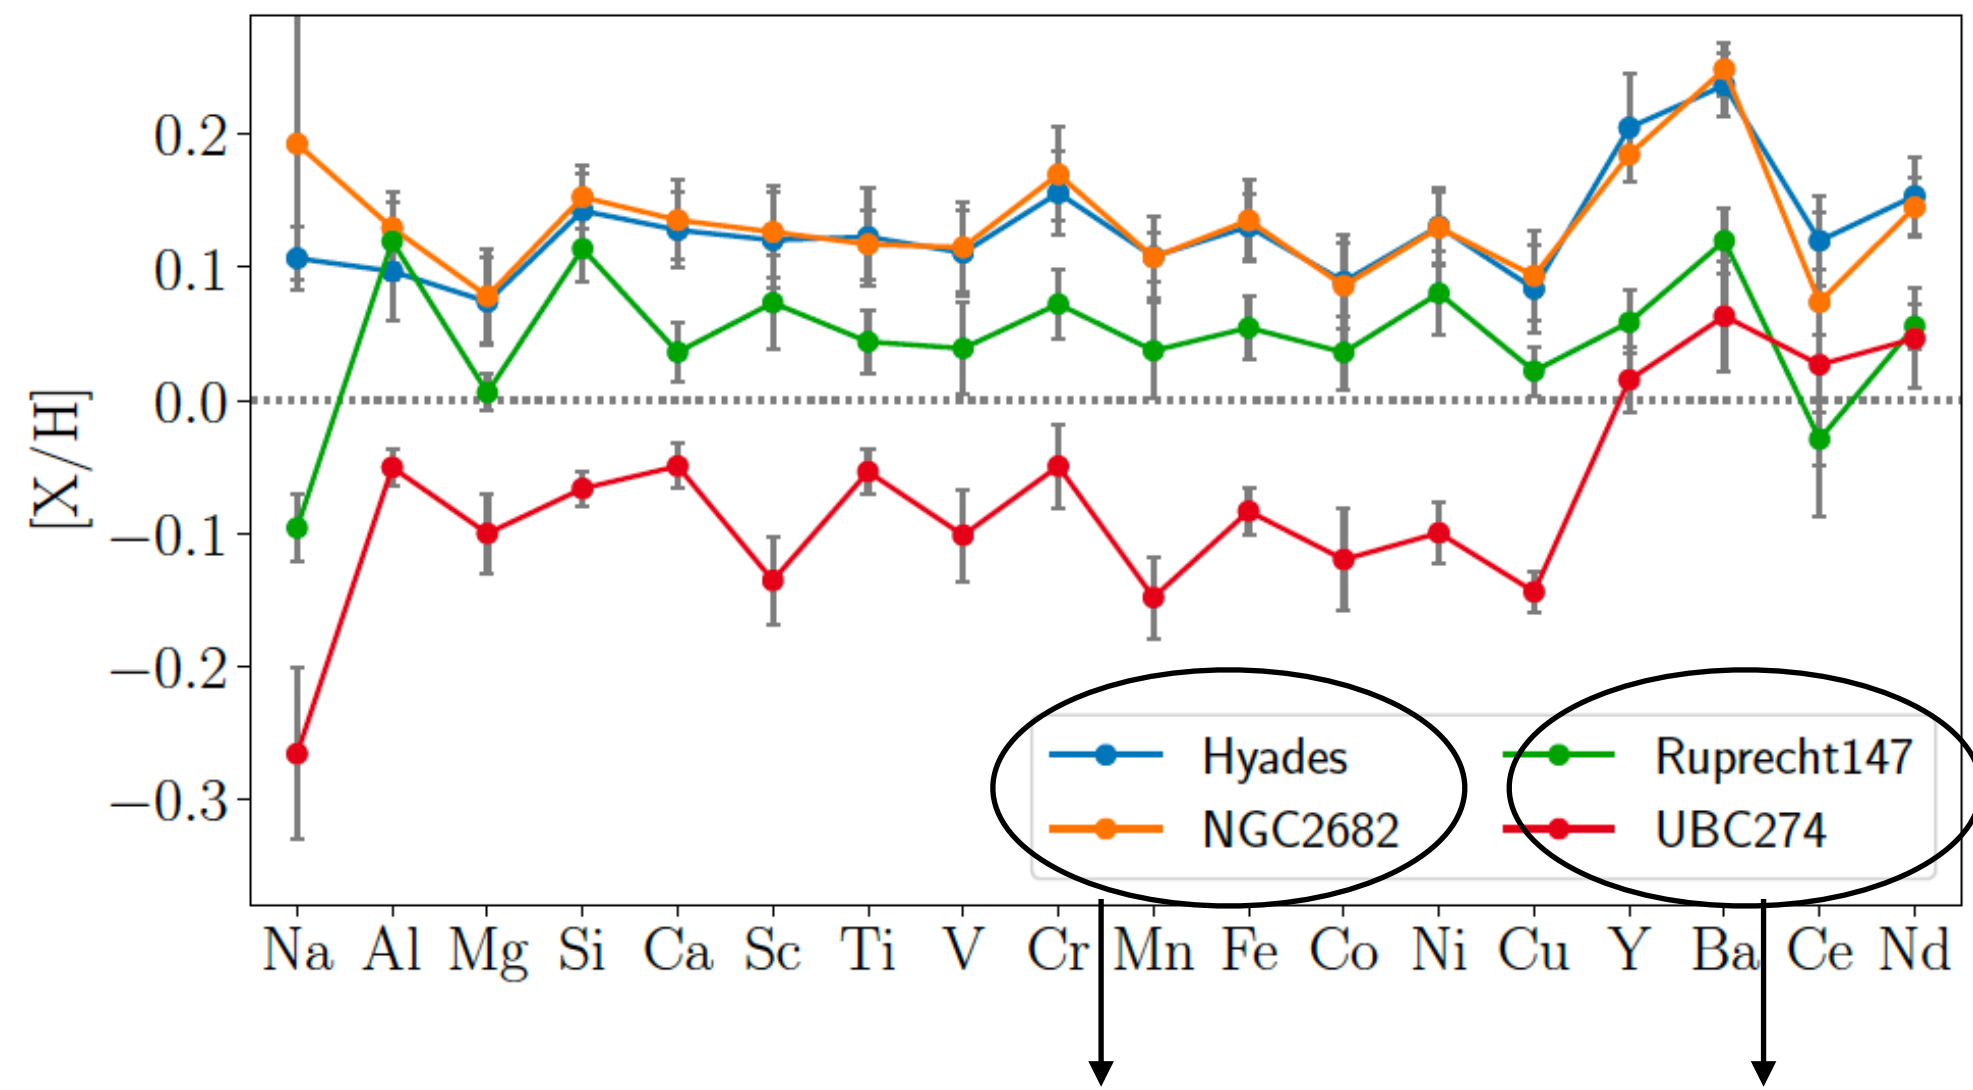 [X/H]
0.2
0.1
0.0
−0.1
−0.2
−0.3
Hyades
NGC2682
Ruprecht147
UBC274
Na Al Mg Si Ca Sc Ti V Cr Mn Fe Co Ni Cu Y Ba Ce Nd